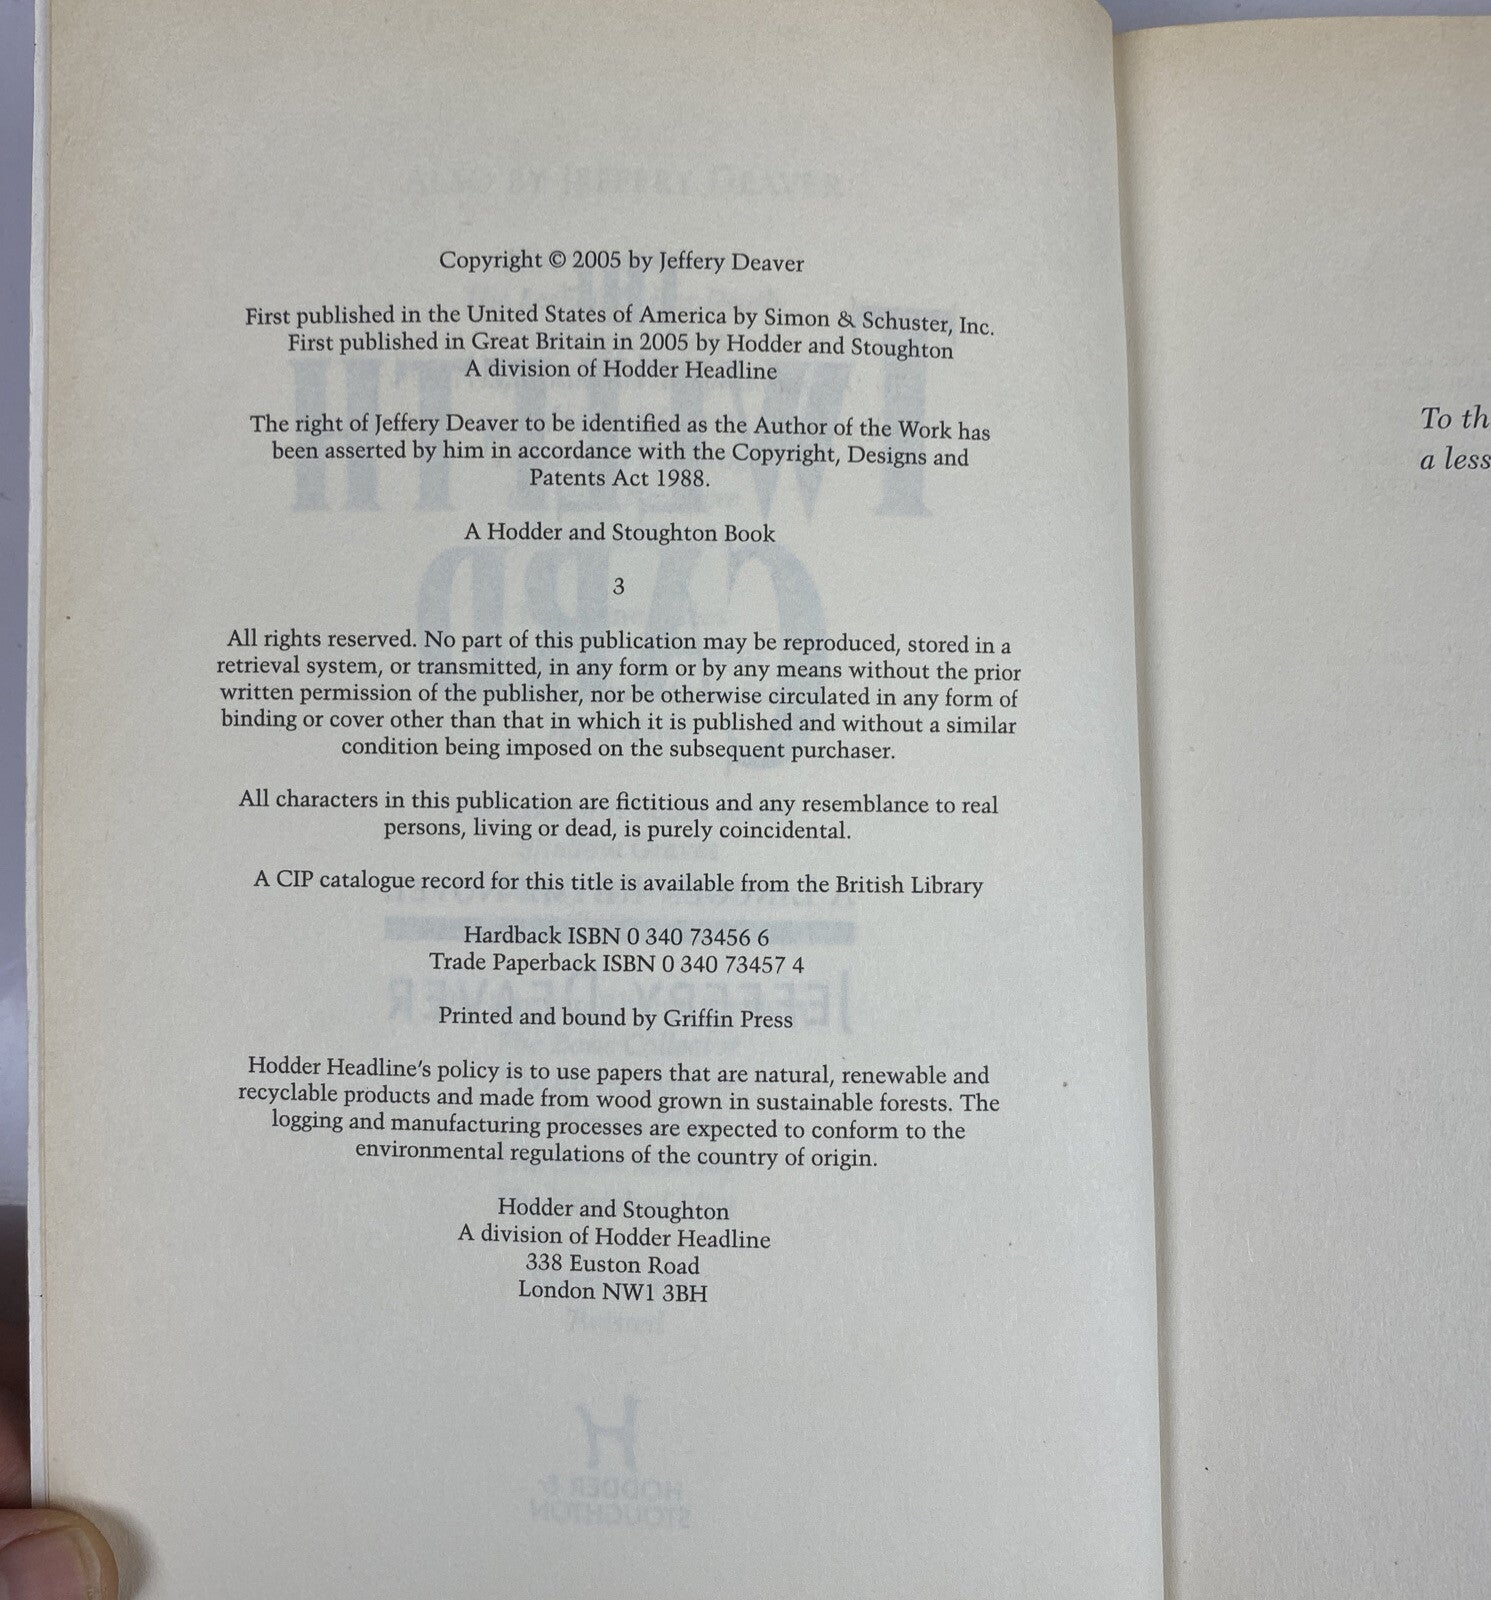 Copyright © 2005 by Jeffery Deaver
First published in the United States of America by Simon & Schuster, Inc.
First published in Great Britain in 2005 by Hodder and Stoughton
A division of Hodder Headline
The right of Jeffery Deaver to be identified as the Author of the Work has
been asserted by him in accordance with the Copyright, Designs and
Patents Act 1988.
A Hodder and Stoughton Book
3
All rights reserved. No part of this publication may be reproduced, stored in a
retrieval system, or transmitted, in any form or by any means without the prior
written permission of the publisher, nor be otherwise circulated in any form of
binding or cover other than that in which it is published and without a similar
condition being imposed on the subsequent purchaser.
All characters in this publication are fictitious and any resemblance to real
persons, living or dead, is purely coincidental.
A CIP catalogue record for this title is available from the British Library
Hardback ISBN 0 340 73456 6
Trade Paperback ISBN 0 340 73457 4
Printed and bound by Griffin Press
Hodder Headline's policy is to use papers that are natural, renewable and
recyclable products and made from wood grown in sustainable forests. The
logging and manufacturing processes are expected to conform to the
environmental regulations of the country of origin.
Hodder and Stoughton
A division of Hodder Headline
338 Euston Road
London NW1 3BH
To th
a less